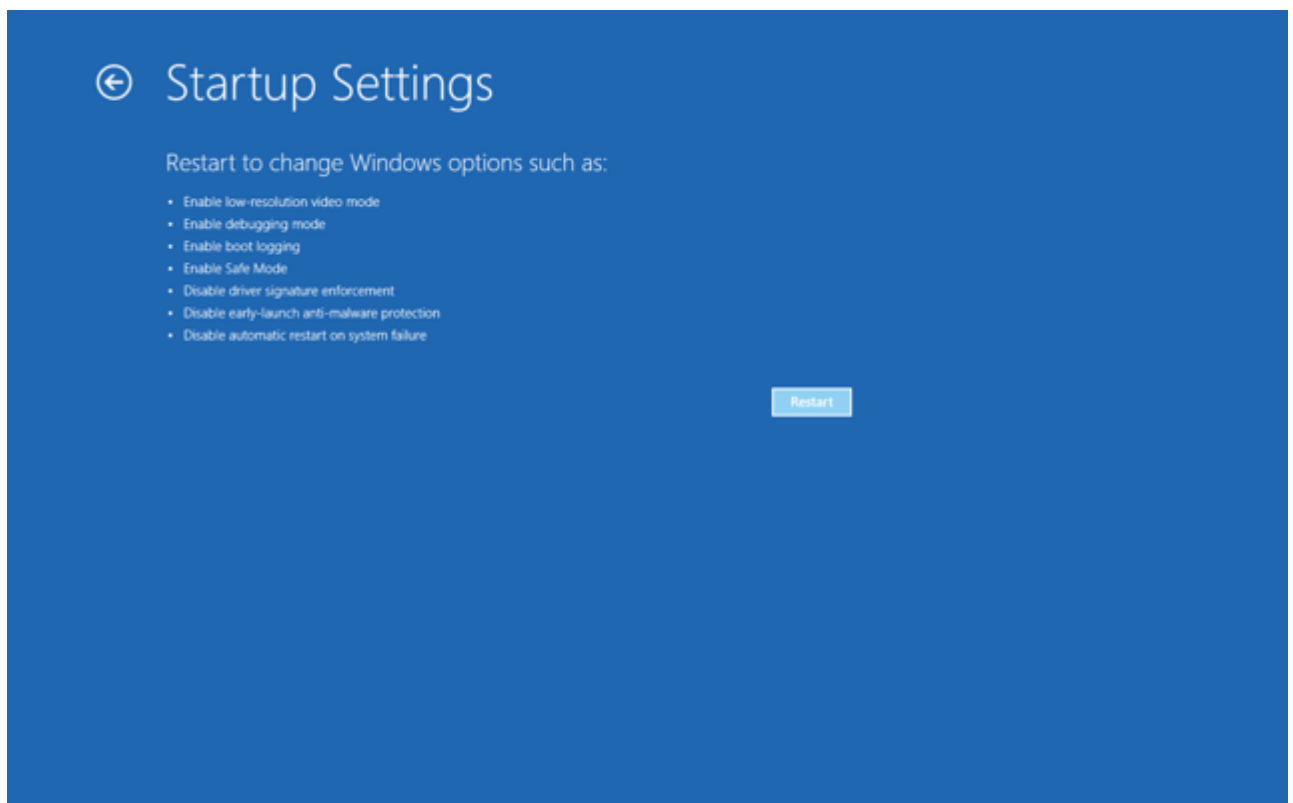 Startup Settings
Restart to change Windows options such as:
• Enable low-resolution video mode
• Enable debugging mode
• Enable boot logging
• Enable Safe Mode
• Disable driver signature enforcement
• Disable early-launch anti-malware protection
• Disable automatic restart on system failure
Restart